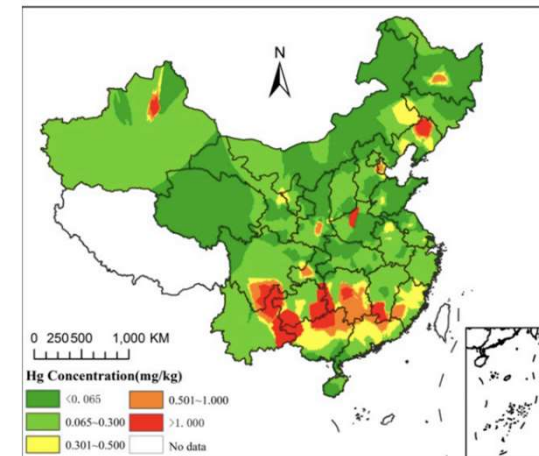 N
0 250500 1,000 KM
Hg Concentration(mg/kg)
<0.065 0.501~1.000
0.065~0.300 >1.000
0.301~0.500 No data